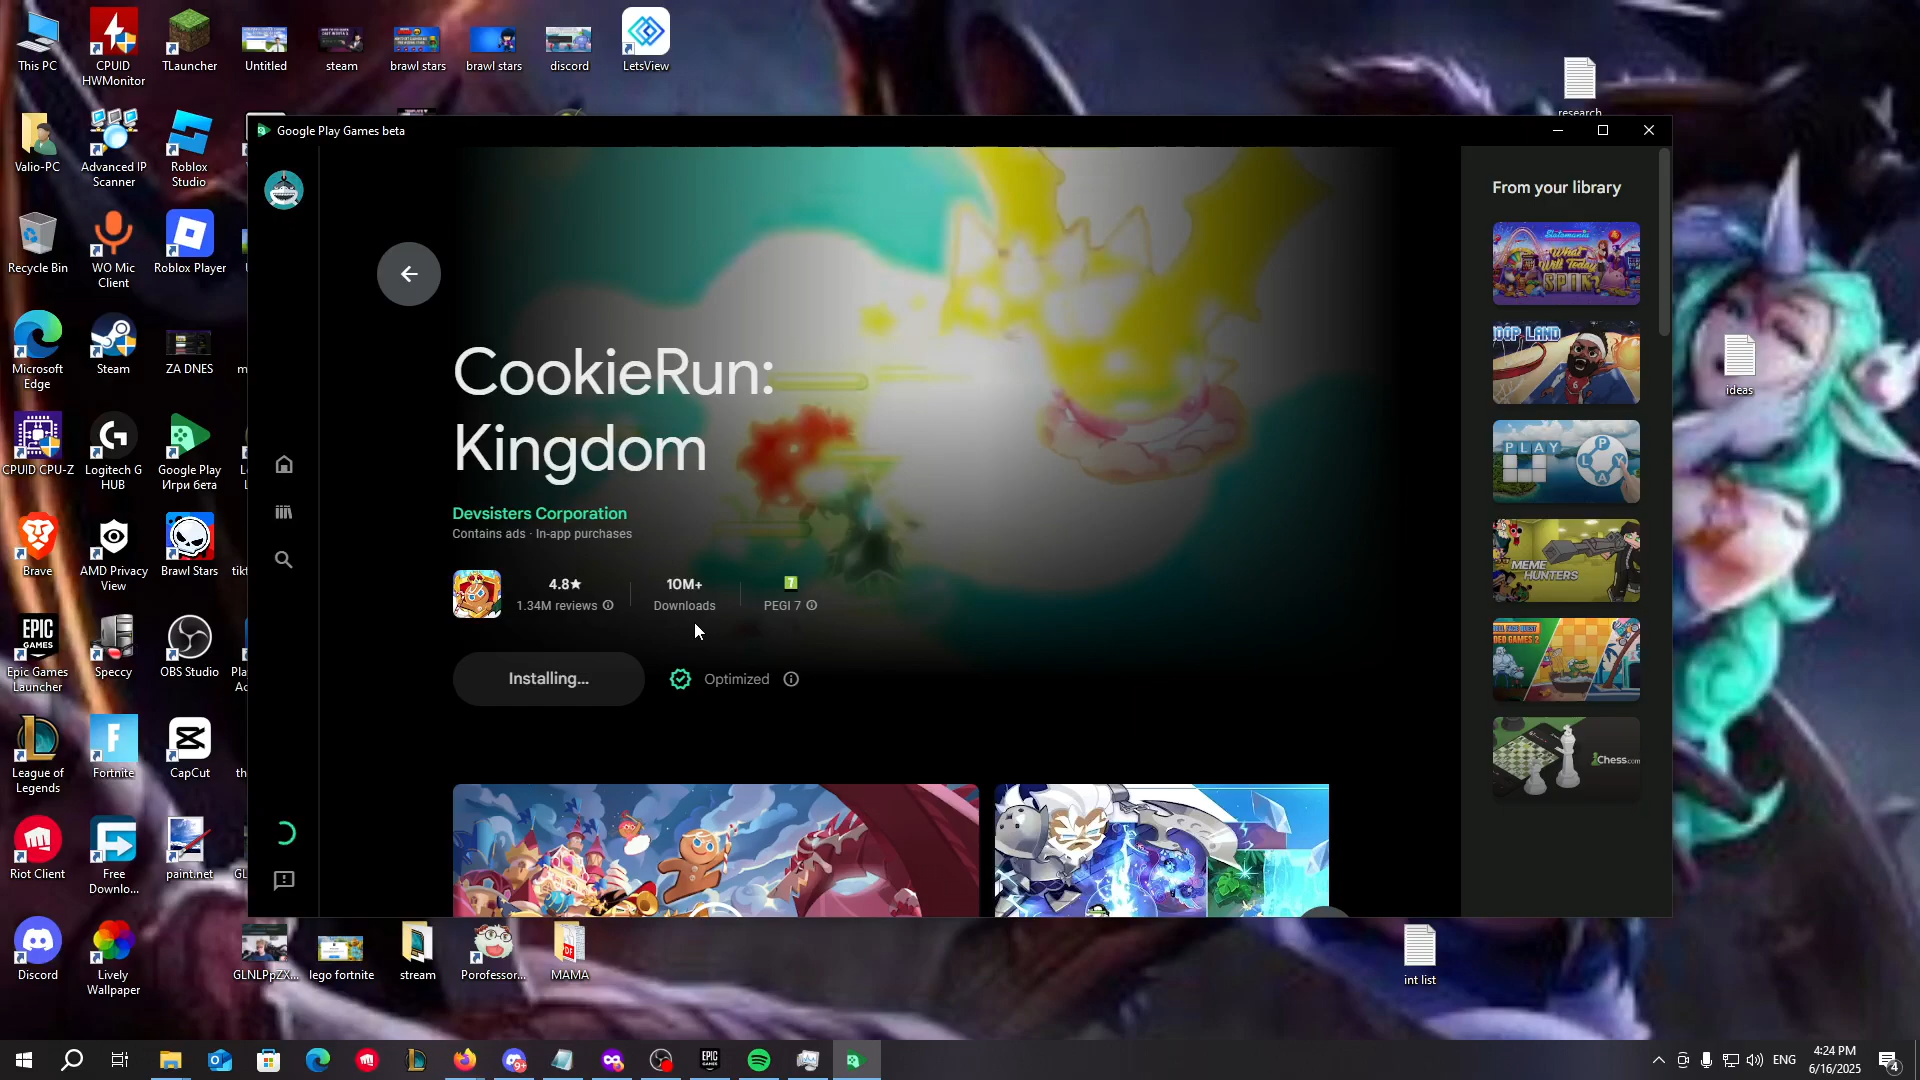 This PC
CPUID
HWMonitor
TLauncher
Untitled
steam
brawl stars
brawl stars
discord
LetsView
research
Google Play Games beta
Valio-PC
Advanced IP
Scanner
Roblox
Studio
Recycle Bin
WO Mic
Client
Roblox Player
Microsoft
Edge
Steam
ZA DNES
CPUID CPU-Z
Logitech G
HUB
Google Play
Игри бета
Brave
AMD Privacy
View
Brawl Stars
Epic Games
Launcher
Speccy
OBS Studio
League of
Legends
Fortnite
CapCut
Riot Client
Free
Downlo...
paint.net
Discord
Lively
Wallpaper
GLNLPpZX...
lego fortnite
stream
Porofessor...
MAMA
int list
ideas
CookieRun:
Kingdom
Devsisters Corporation
Contains ads · In-app purchases
4.8★
1.34M reviews
10M+
Downloads
7
PEGI 7
Installing...
Optimized
From your library
Slotomania
What
Will Today
SPIN?
HOOP LAND
PLAY
MEME
HUNTERS
Chess.com
EPIC
GAMES
ENG
4:24 PM
6/16/2025
4